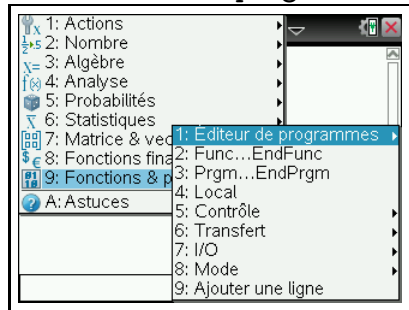 1: Actions
2: Nombre
3: Algèbre
4: Analyse
5: Probabilités
6: Statistiques
7: Matrice & vec
8: Fonctions fina
9: Fonctions & p
A: Astuces
1: Éditeur de programmes
2: Func...EndFunc
3: Prgm...EndPrgm
4: Local
5: Contrôle
6: Transfert
7: I/O
8: Mode
9: Ajouter une ligne